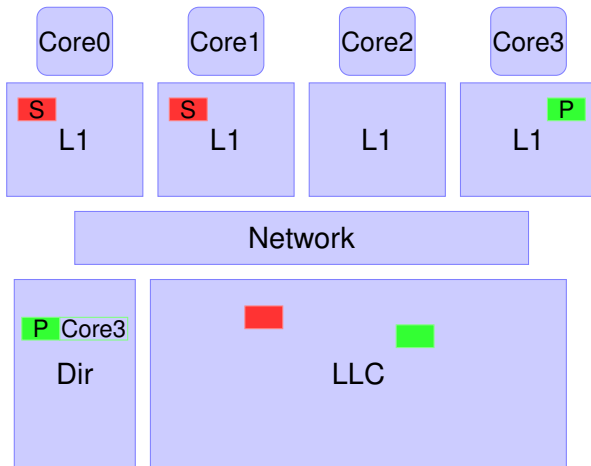 Core0 Core1 Core2 Core3
S S P
L1 L1 L1 L1
Network
P Core3
Dir LLC